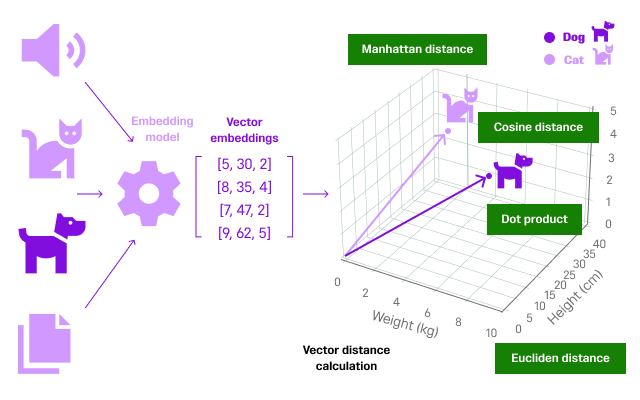 Manhattan distance
Dog
Cat
Embedding
model
Vector
embeddings
[5, 30, 2]
[8, 35, 4]
[7, 47, 2]
[9, 62, 5]
Cosine distance
Dot product
5
4
3
2
1
0
40
35
30
25
20
15
10
5
0
Height (cm)
0
2
4
6
8
10
Weight (kg)
Vector distance
calculation
Eucliden distance